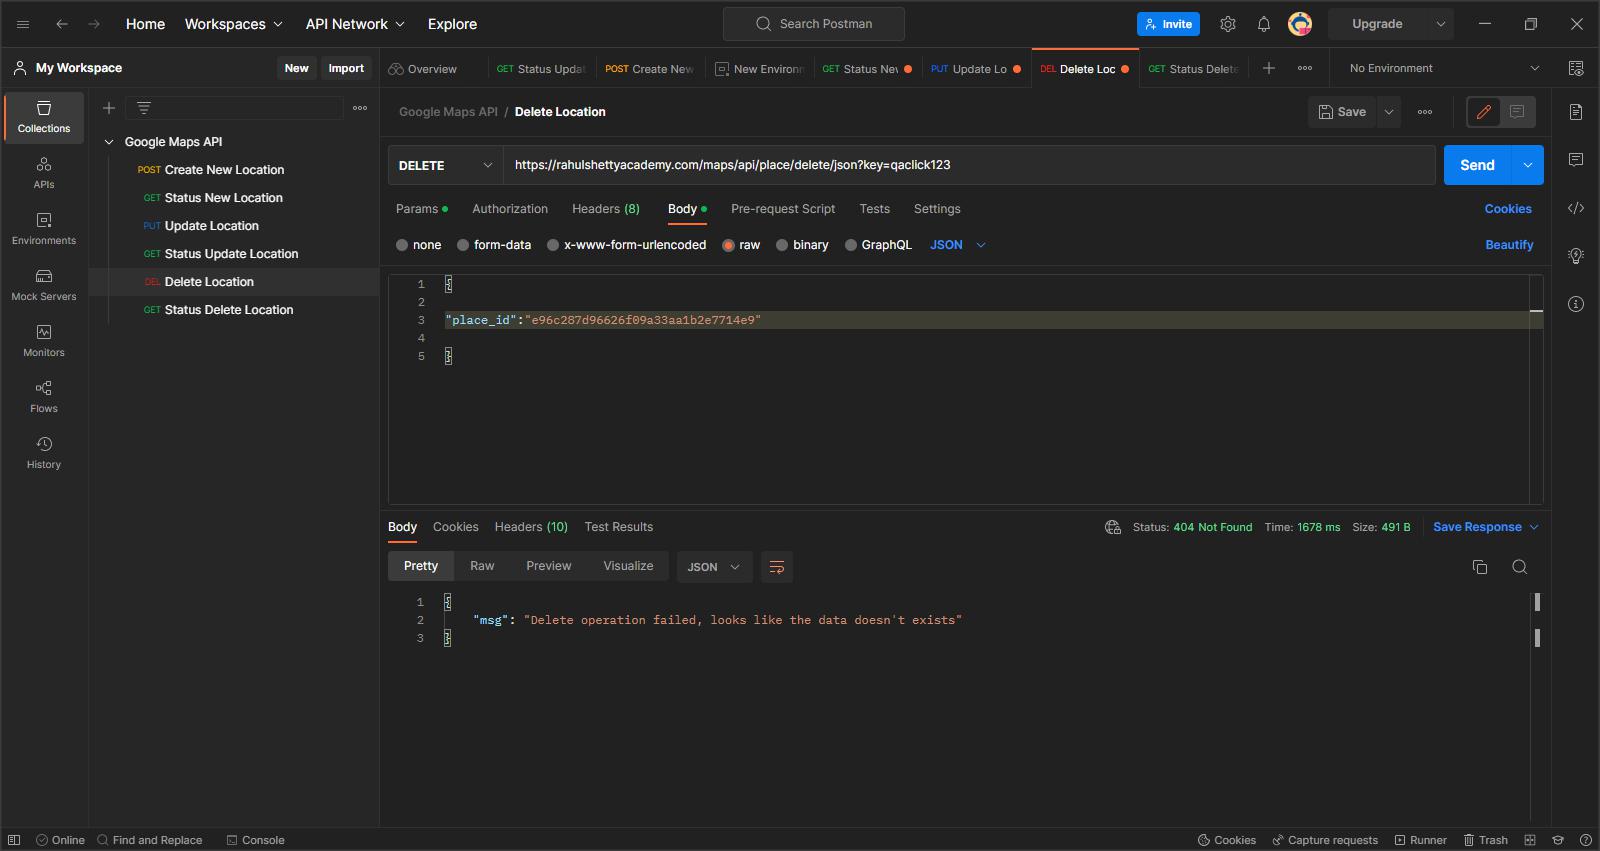 Home
Workspaces
API Network
Explore
Search Postman
Invite
Upgrade
My Workspace
New
Import
Overview
GET Status Updat
POST Create New
New Environm
GET Status Nev
PUT Update Lo
DEL Delete Loc
GET Status Delete
No Environment
Collections
APIs
Environments
Mock Servers
Monitors
Flows
History
Google Maps API
POST Create New Location
GET Status New Location
PUT Update Location
GET Status Update Location
DEL Delete Location
GET Status Delete Location
Google Maps API / Delete Location
Save
DELETE
https://rahulshettyacademy.com/maps/api/place/delete/json?key=qaclick123
Send
Params
Authorization
Headers (8)
Body
Pre-request Script
Tests
Settings
Cookies
none
form-data
x-www-form-urlencoded
raw
binary
GraphQL
JSON
Beautify
1 {
2
3 "place_id":"e96c287d96626f09a33aa1b2e7714e9"
4
5 }
Body
Cookies
Headers (10)
Test Results
Status: 404 Not Found
Time: 1678 ms
Size: 491 B
Save Response
Pretty
Raw
Preview
Visualize
JSON
1 {
2 "msg": "Delete operation failed, looks like the data doesn't exists"
3 }
Online
Find and Replace
Console
Cookies
Capture requests
Runner
Trash